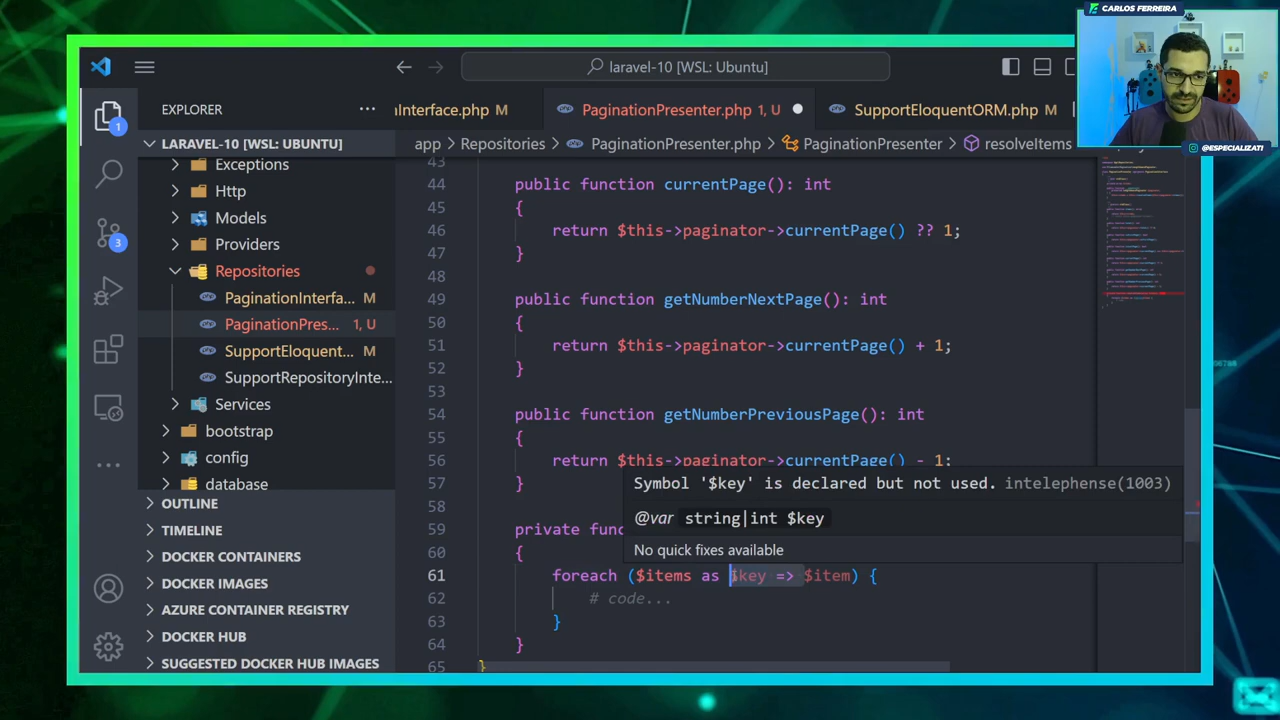 CARLOS FERREIRA
@ESPECIALIZATI
laravel-10 [WSL: Ubuntu]
EXPLORER
nInterface.php M
PaginationPresenter.php 1, U
SupportEloquentORM.php M
LARAVEL-10 [WSL: UBUNTU]
app > Repositories > PaginationPresenter.php > PaginationPresenter > resolveItems
Exceptions
Http
Models
Providers
Repositories
PaginationInterfa... M
PaginationPres... 1, U
SupportEloquent... M
SupportRepositoryInte...
Services
bootstrap
config
database
OUTLINE
TIMELINE
DOCKER CONTAINERS
DOCKER IMAGES
AZURE CONTAINER REGISTRY
DOCKER HUB
SUGGESTED DOCKER HUB IMAGES
1
3
43
44 public function currentPage(): int
45 {
46 return $this->paginator->currentPage() ?? 1;
47 }
48
49 public function getNumberNextPage(): int
50 {
51 return $this->paginator->currentPage() + 1;
52 }
53
54 public function getNumberPreviousPage(): int
55 {
56 return $this->paginator->currentPage() - 1;
57 }
58
Symbol '$key' is declared but not used. intelephense(1003)
@var string|int $key
No quick fixes available
59 private func
60 {
61 foreach ($items as $key => $item) {
62 # code...
63 }
64 }
65 }